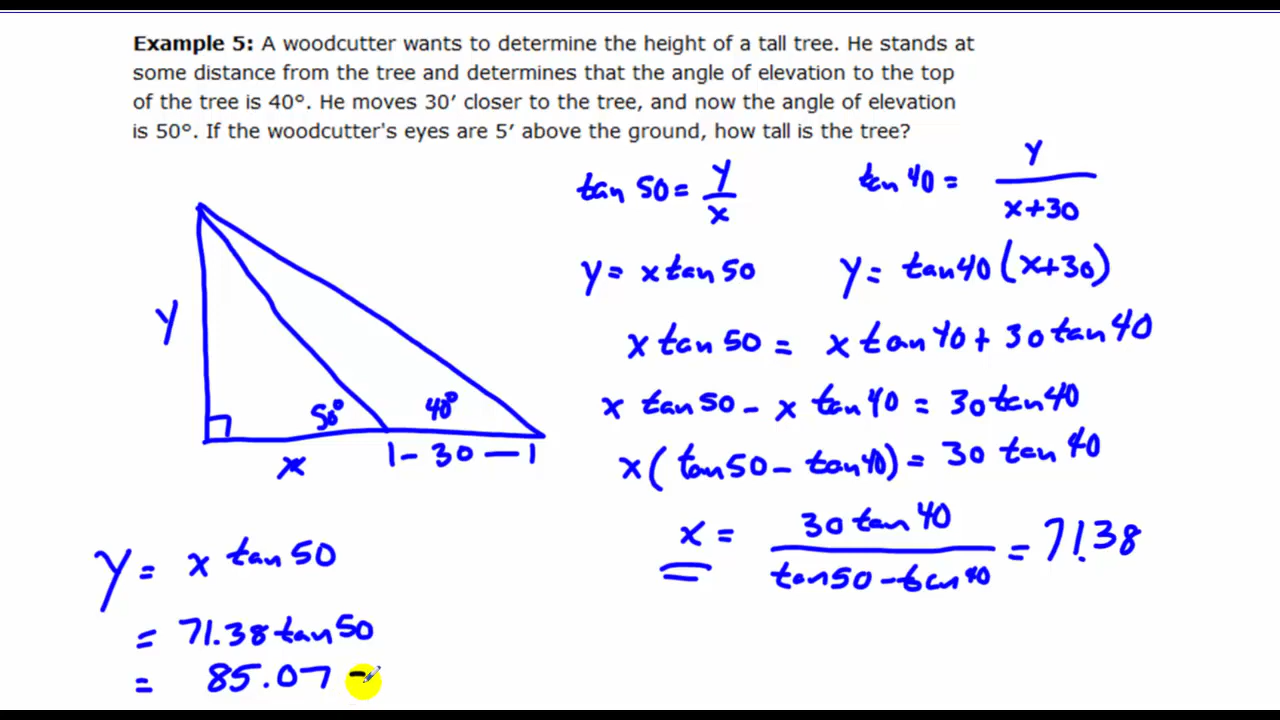 Example 5: A woodcutter wants to determine the height of a tall tree. He stands at
some distance from the tree and determines that the angle of elevation to the top
of the tree is 40°. He moves 30′ closer to the tree, and now the angle of elevation
is 50°. If the woodcutter's eyes are 5′ above the ground, how tall is the tree?
tan 50 = y/x
tan 40 = y/(x+30)
y = x tan 50
y = tan 40 (x+30)
x tan 50 = x tan 40 + 30 tan 40
x tan 50 - x tan 40 = 30 tan 40
x(tan 50 - tan 40) = 30 tan 40
x = 30 tan 40/(tan 50 - tan 40) = 71.38
y
50°
40°
x
30
y = x tan 50
= 71.38 tan 50
= 85.07